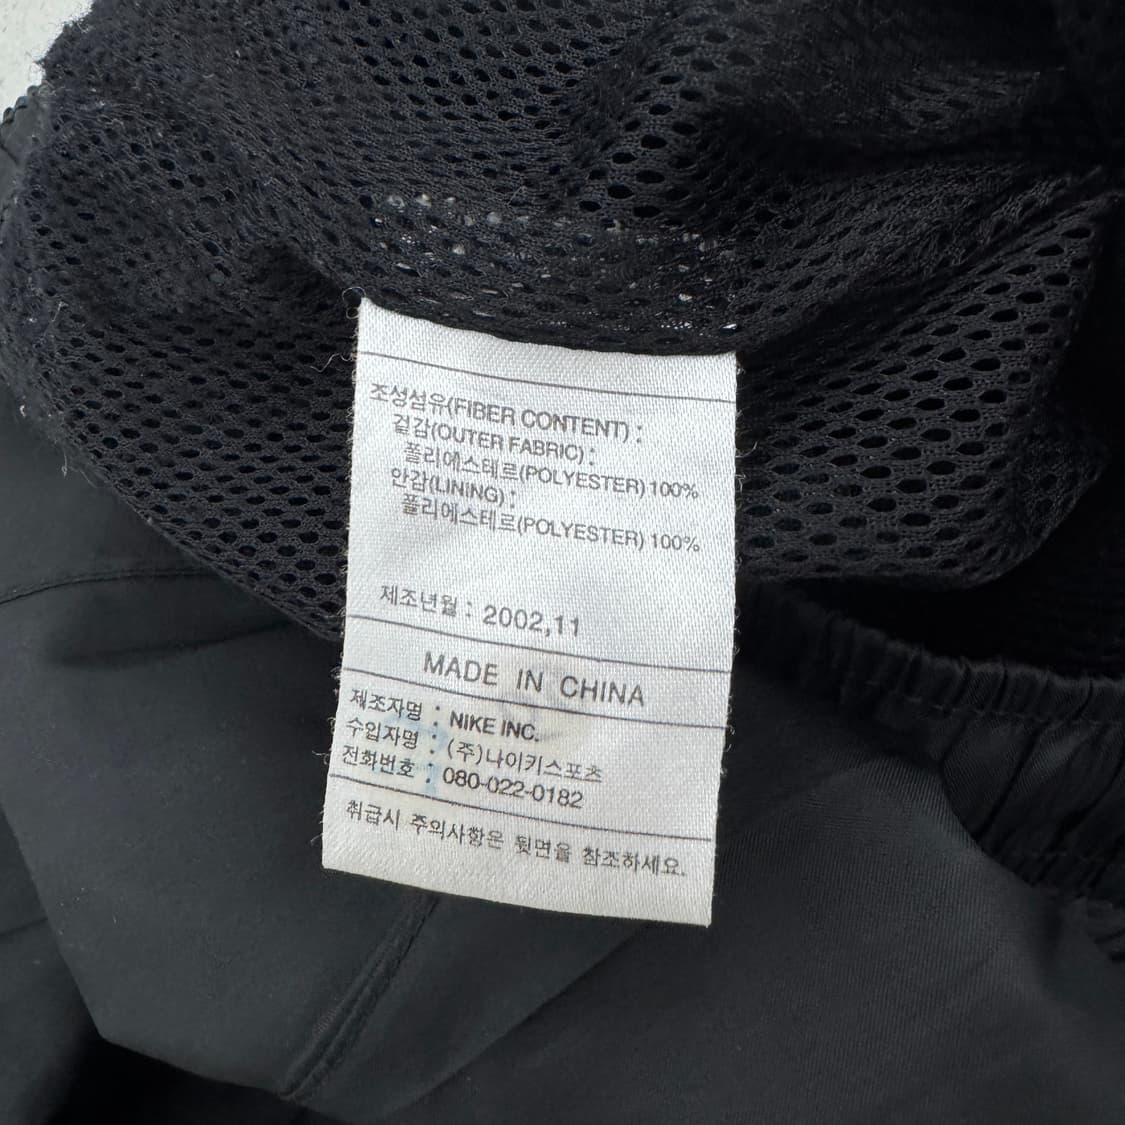 조성섬유(FIBER CONTENT) :
겉감(OUTER FABRIC) :
폴리에스테르(POLYESTER) 100%
안감(LINING) :
폴리에스테르(POLYESTER) 100%
제조년월 : 2002,11
MADE IN CHINA
제조자명 : NIKE INC.
수입자명 : (주)나이키스포츠
전화번호 : 080-022-0182
취급시 주의사항은 뒷면을 참조하세요.